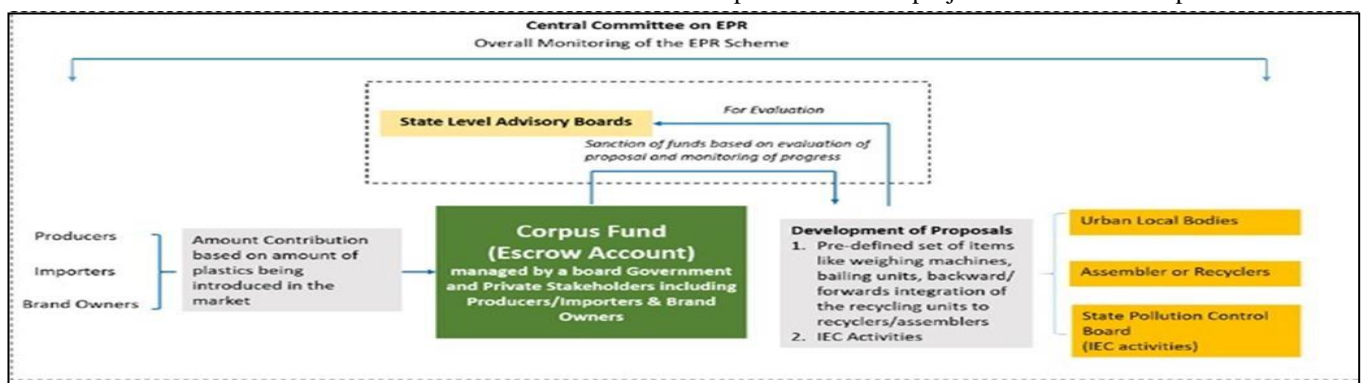 Central Committee on EPR
Overall Monitoring of the EPR Scheme
State Level Advisory Boards
For Evaluation
Sanction of funds based on evaluation of
proposal and monitoring of progress
Producers
Importers
Brand Owners
Amount Contribution
based on amount of
plastics being
introduced in the
market
Corpus Fund
(Escrow Account)
managed by a board Government
and Private Stakeholders including
Producers/Importers & Brand
Owners
Development of Proposals
1. Pre-defined set of items
like weighing machines,
bailing units, backward/
forwards integration of
the recycling units to
recyclers/assemblers
2. IEC Activities
Urban Local Bodies
Assembler or Recyclers
State Pollution Control
Board
(IEC activities)